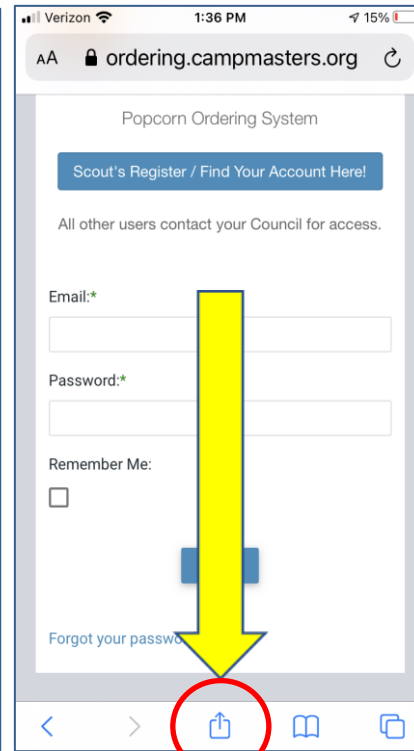 Verizon 1:36 PM 15%
AA ordering.campmasters.org
Popcorn Ordering System
Scout's Register / Find Your Account Here!
All other users contact your Council for access.
Email:*
Password:*
Remember Me:
Forgot your